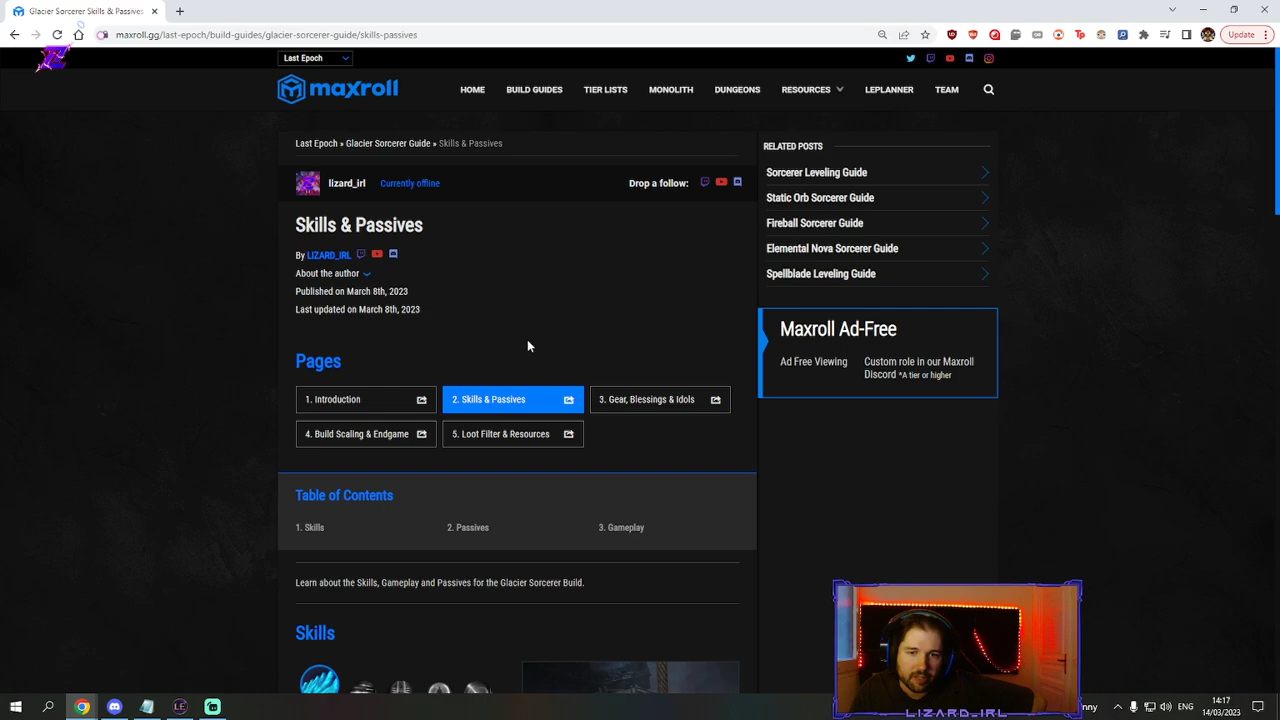 Glacier Sorcerer Skills & Passives
maxroll.gg/last-epoch/build-guides/glacier-sorcerer-guide/skills-passives
Update
Last Epoch
maxroll
HOME
BUILD GUIDES
TIER LISTS
MONOLITH
DUNGEONS
RESOURCES
LEPLANNER
TEAM
Last Epoch » Glacier Sorcerer Guide » Skills & Passives
lizard_irl
Currently offline
Drop a follow:
Skills & Passives
By LIZARD_IRL
About the author
Published on March 8th, 2023
Last updated on March 8th, 2023
Pages
1. Introduction
2. Skills & Passives
3. Gear, Blessings & Idols
4. Build Scaling & Endgame
5. Loot Filter & Resources
Table of Contents
1. Skills
2. Passives
3. Gameplay
Learn about the Skills, Gameplay and Passives for the Glacier Sorcerer Build.
Skills
RELATED POSTS
Sorcerer Leveling Guide
Static Orb Sorcerer Guide
Fireball Sorcerer Guide
Elemental Nova Sorcerer Guide
Spellblade Leveling Guide
Maxroll Ad-Free
Ad Free Viewing
Custom role in our Maxroll
Discord *A tier or higher
LIZARD_IRL
nny
ENG
14:17
14/03/2023